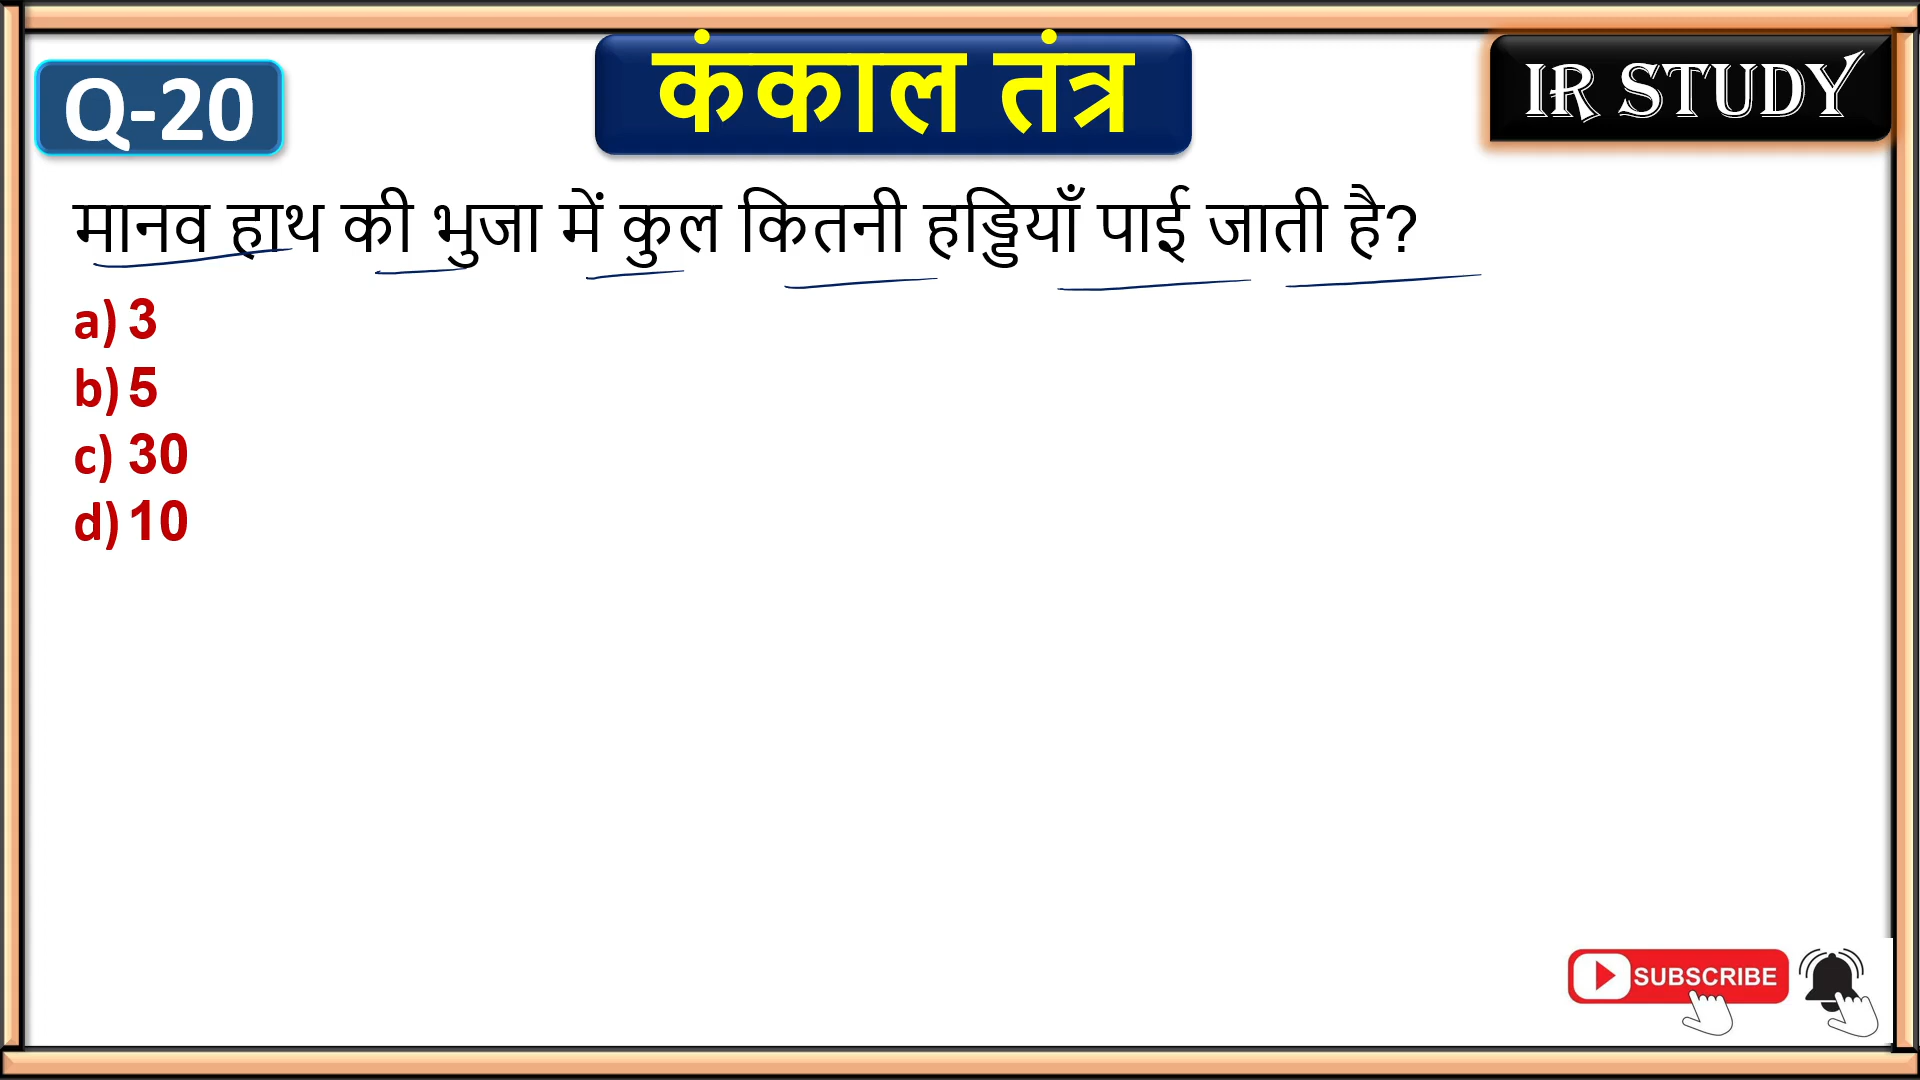 Q-20
कंकाल तंत्र
IR STUDY
मानव हाथ की भुजा में कुल कितनी हड्डियाँ पाई जाती है?
a) 3
b) 5
c) 30
d) 10
SUBSCRIBE